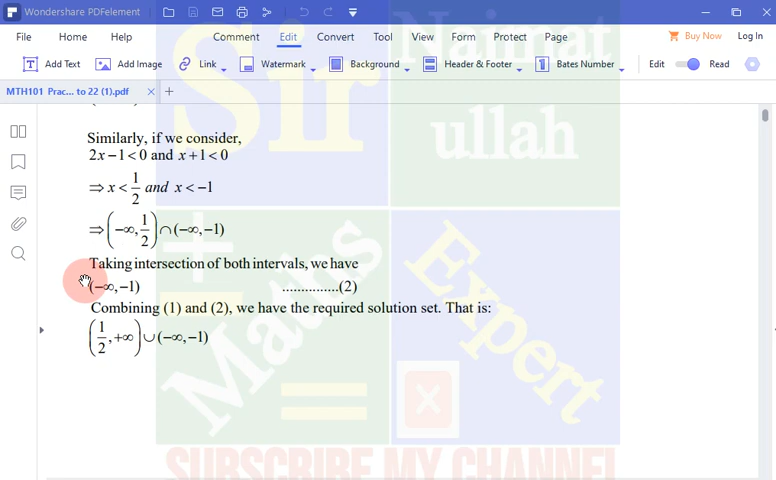 Wondershare PDFelement
File Home Help Comment Edit Convert Tool View Form Protect Page Buy Now Log In
Add Text Add Image Link Watermark Background Header & Footer Bates Number Edit Read
MTH101 Prac... to 22 (1).pdf
Similarly, if we consider,
2x−1<0 and x+1<0
⇒ x < 1/2 and x < −1
⇒ (−∞, 1/2) ∩ (−∞, −1)
Taking intersection of both intervals, we have
(−∞, −1) ...............(2)
Combining (1) and (2), we have the required solution set. That is:
(1/2, +∞) ∪ (−∞, −1)
Sir
Naimat
ullah
Maths
Expert
SUBSCRIBE MY CHANNEL